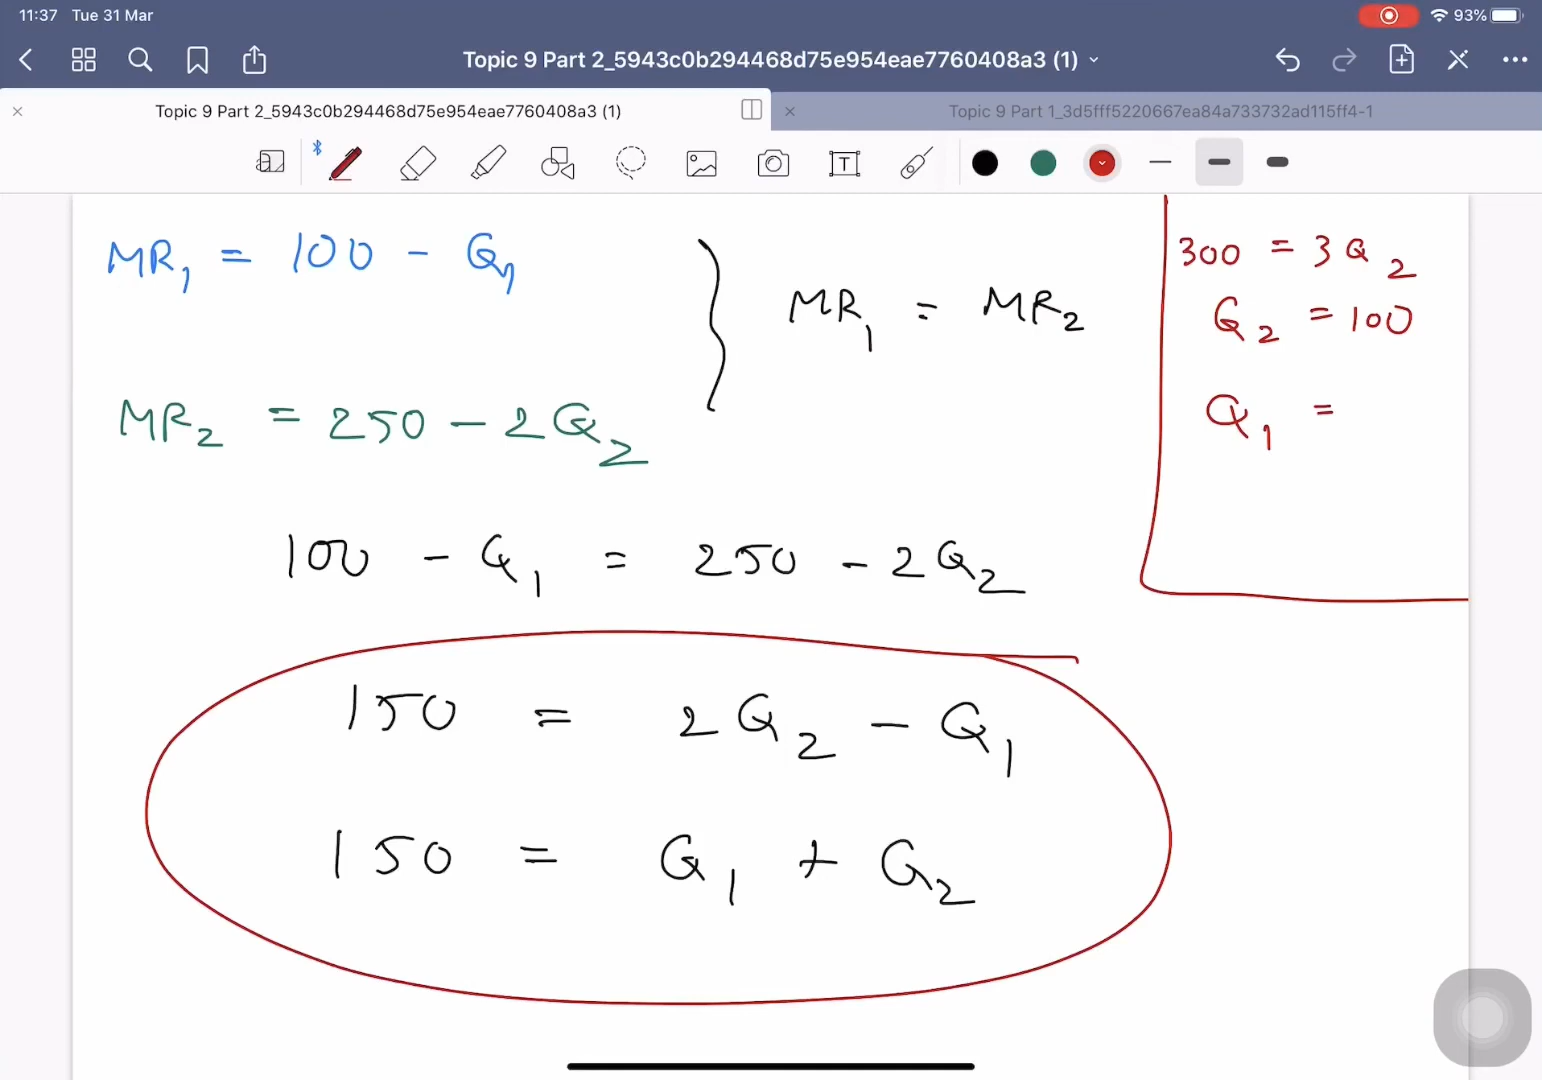 11:37 Tue 31 Mar 93%
Topic 9 Part 2_5943c0b294468d75e954eae7760408a3 (1)
Topic 9 Part 2_5943c0b294468d75e954eae7760408a3 (1) Topic 9 Part 1_3d5fff5220667ea84a733732ad115ff4-1
T
MR₁ = 100 - Q₁
MR₁ = MR₂
MR₂ = 250 - 2Q₂
100 - Q₁ = 250 - 2Q₂
150 = 2Q₂ - Q₁
150 = Q₁ + Q₂
300 = 3Q₂
Q₂ = 100
Q₁ =